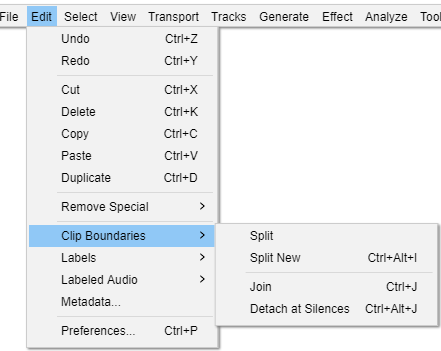 File Edit Select View Transport Tracks Generate Effect Analyze Tool
Undo Ctrl+Z
Redo Ctrl+Y
Cut Ctrl+X
Delete Ctrl+K
Copy Ctrl+C
Paste Ctrl+V
Duplicate Ctrl+D
Remove Special
Clip Boundaries
Split
Labels
Split New Ctrl+Alt+I
Labeled Audio
Join Ctrl+J
Metadata...
Detach at Silences Ctrl+Alt+J
Preferences... Ctrl+P